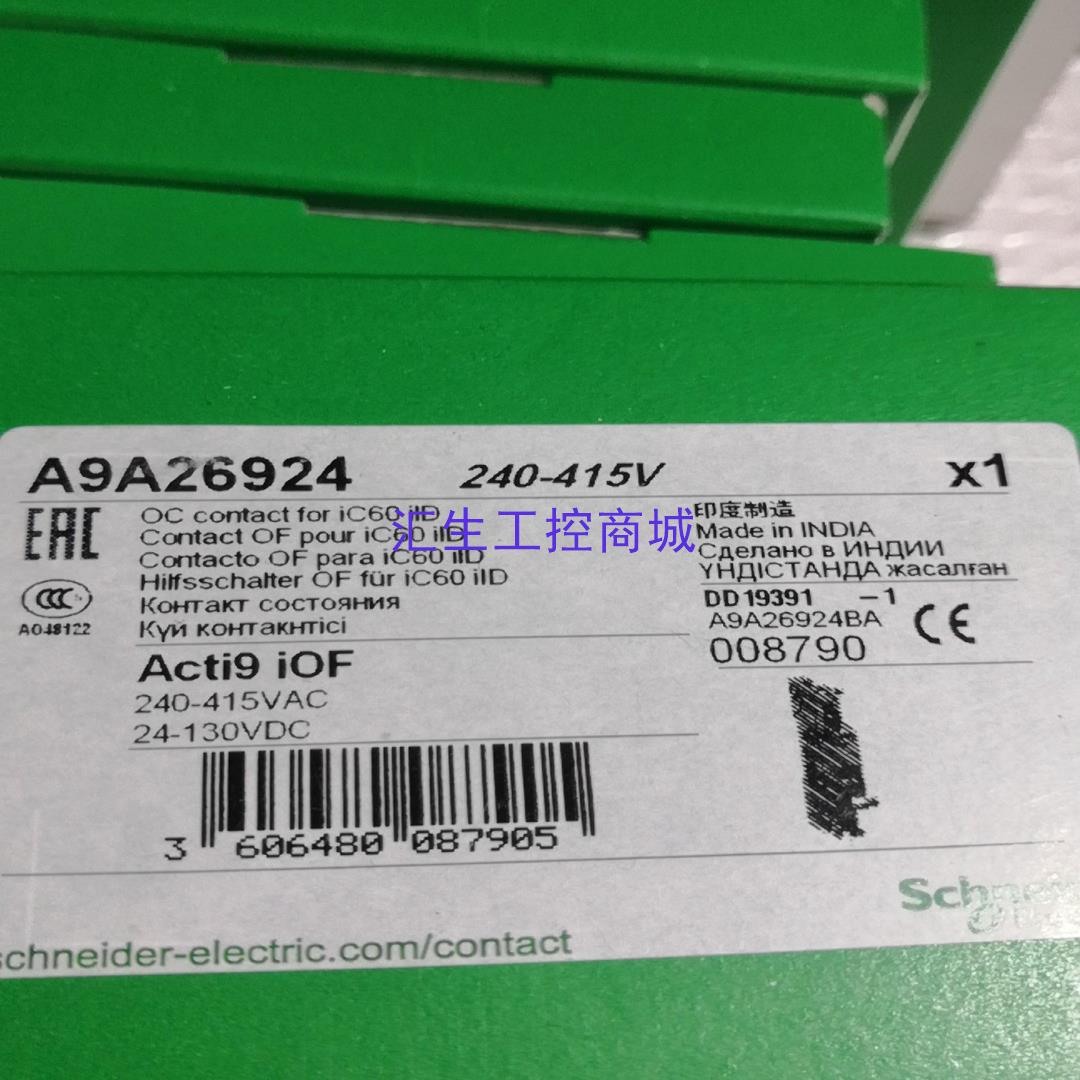 A9A26924 240-415V x1
EAC
OC contact for iC60 iID
Contact OF pour iC60 iID
Contacto OF para iC60 iID
Hilfsschalter OF für iC60 iID
Контакт состояния
Күй контакнтісі
CCC
A048122
印度制造
Made in INDIA
Сделано в ИНДИИ
ҮНДІСТАНДА жасалған
DD19391 -1
A9A26924BA
008790
CE
Acti9 iOF
240-415VAC
24-130VDC
3 606480 087905
schneider-electric.com/contact
汇生工控商城